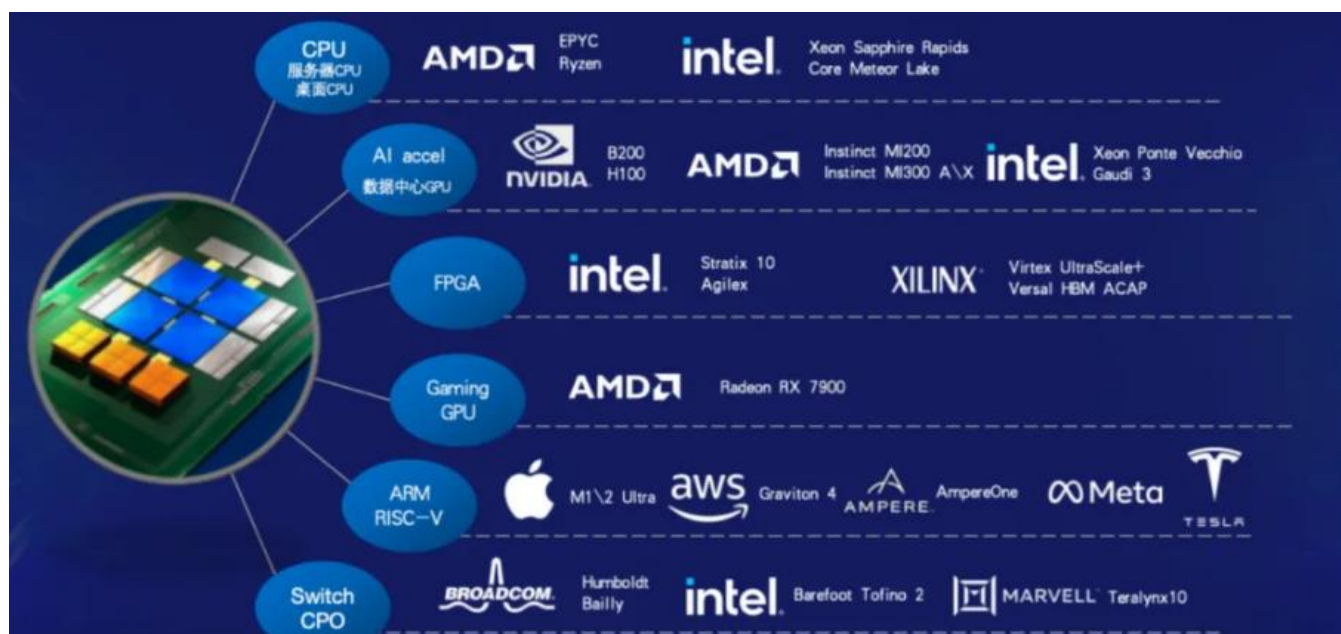 CPU
服务器CPU
桌面CPU
AMD
EPYC
Ryzen
intel.
Xeon Sapphire Rapids
Core Meteor Lake
AI accel
数据中心GPU
NVIDIA.
B200
H100
AMD
Instinct MI200
Instinct MI300 A\X
intel.
Xeon Ponte Vecchio
Gaudi 3
FPGA
intel.
Stratix 10
Agilex
XILINX
Virtex UltraScale+
Versal HBM ACAP
Gaming
GPU
AMD
Radeon RX 7900
ARM
RISC-V
M1\2 Ultra
aws
Graviton 4
AMPERE.
AmpereOne
Meta
TESLA
Switch
CPO
BROADCOM.
Humboldt
Bailly
intel.
Barefoot Tofino 2
MARVELL
Teralynx10